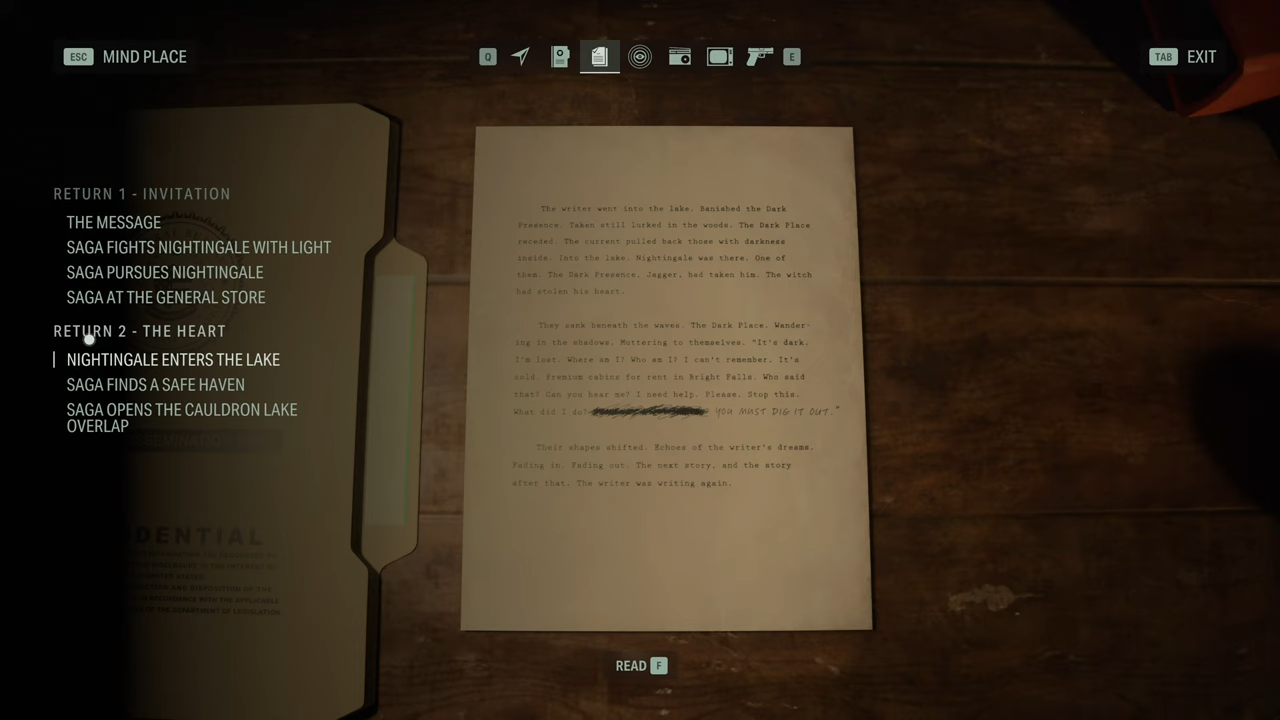 ESC MIND PLACE
Q
E
TAB EXIT
RETURN 1 - INVITATION
THE MESSAGE
SAGA FIGHTS NIGHTINGALE WITH LIGHT
SAGA PURSUES NIGHTINGALE
SAGA AT THE GENERAL STORE
RETURN 2 - THE HEART
NIGHTINGALE ENTERS THE LAKE
SAGA FINDS A SAFE HAVEN
SAGA OPENS THE CAULDRON LAKE
OVERLAP
DENTIAL
The writer went into the lake. Banished the Dark
Presence. Taken still lurked in the woods. The Dark Place
receded. The current pulled back those with darkness
inside. Into the lake. Nightingale was there. One of
them. The Dark Presence, Jagger, had taken him. The witch
had stolen his heart.
They sank beneath the waves. The Dark Place. Wander-
ing in the shadows. Muttering to themselves. "It's dark.
I'm lost. Where am I? Who am I? I can't remember. It's
cold. Premium cabins for rent in Bright Falls. Who said
that? Can you hear me? I need help. Please. Stop this.
What did I do? YOU MUST DIG IT OUT."
Their shapes shifted. Echoes of the writer's dreams.
Fading in. Fading out. The next story, and the story
after that. The writer was writing again.
READ F